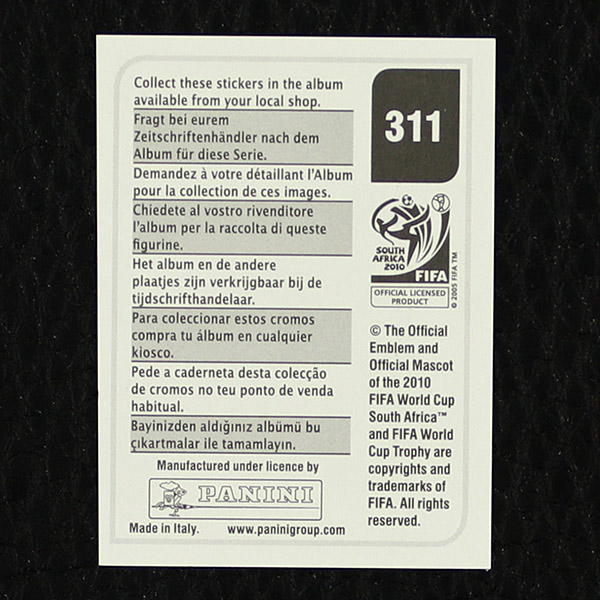 Collect these stickers in the album
available from your local shop.
Fragt bei eurem
Zeitschriftenhändler nach dem
Album für diese Serie.
Demandez à votre détaillant l'Album
pour la collection de ces images.
Chiedete al vostro rivenditore
l'album per la raccolta di queste
figurine.
Het album en de andere
plaatjes zijn verkrijgbaar bij de
tijdschrifthandelaar.
Para coleccionar estos cromos
compra tu álbum en cualquier
kiosco.
Pede a caderneta desta colecção
de cromos no teu ponto de venda
habitual.
Bayinizden aldığınız albümü bu
çıkartmalar ile tamamlayın.
Manufactured under licence by
PANINI
Made in Italy. www.paninigroup.com
311
SOUTH
AFRICA
2010
FIFA
OFFICIAL LICENSED
PRODUCT
© 2005 FIFA TM
© The Official
Emblem and
Official Mascot
of the 2010
FIFA World Cup
South Africa™
and FIFA World
Cup Trophy are
copyrights and
trademarks of
FIFA. All rights
reserved.